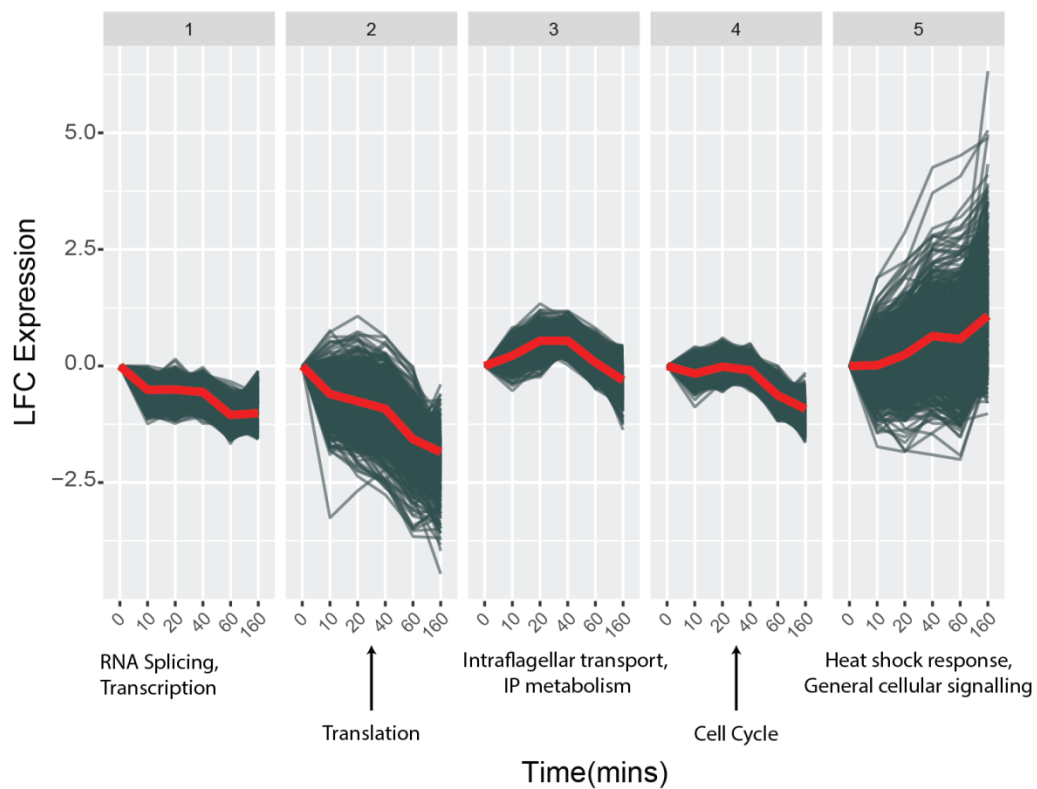 1 2 3 4 5
5.0
2.5
0.0
−2.5
LFC Expression
0 10 20 40 60 160 0 10 20 40 60 160 0 10 20 40 60 160 0 10 20 40 60 160 0 10 20 40 60 160
RNA Splicing,
Transcription
Translation
Intraflagellar transport,
IP metabolism
Cell Cycle
Heat shock response,
General cellular signalling
Time(mins)